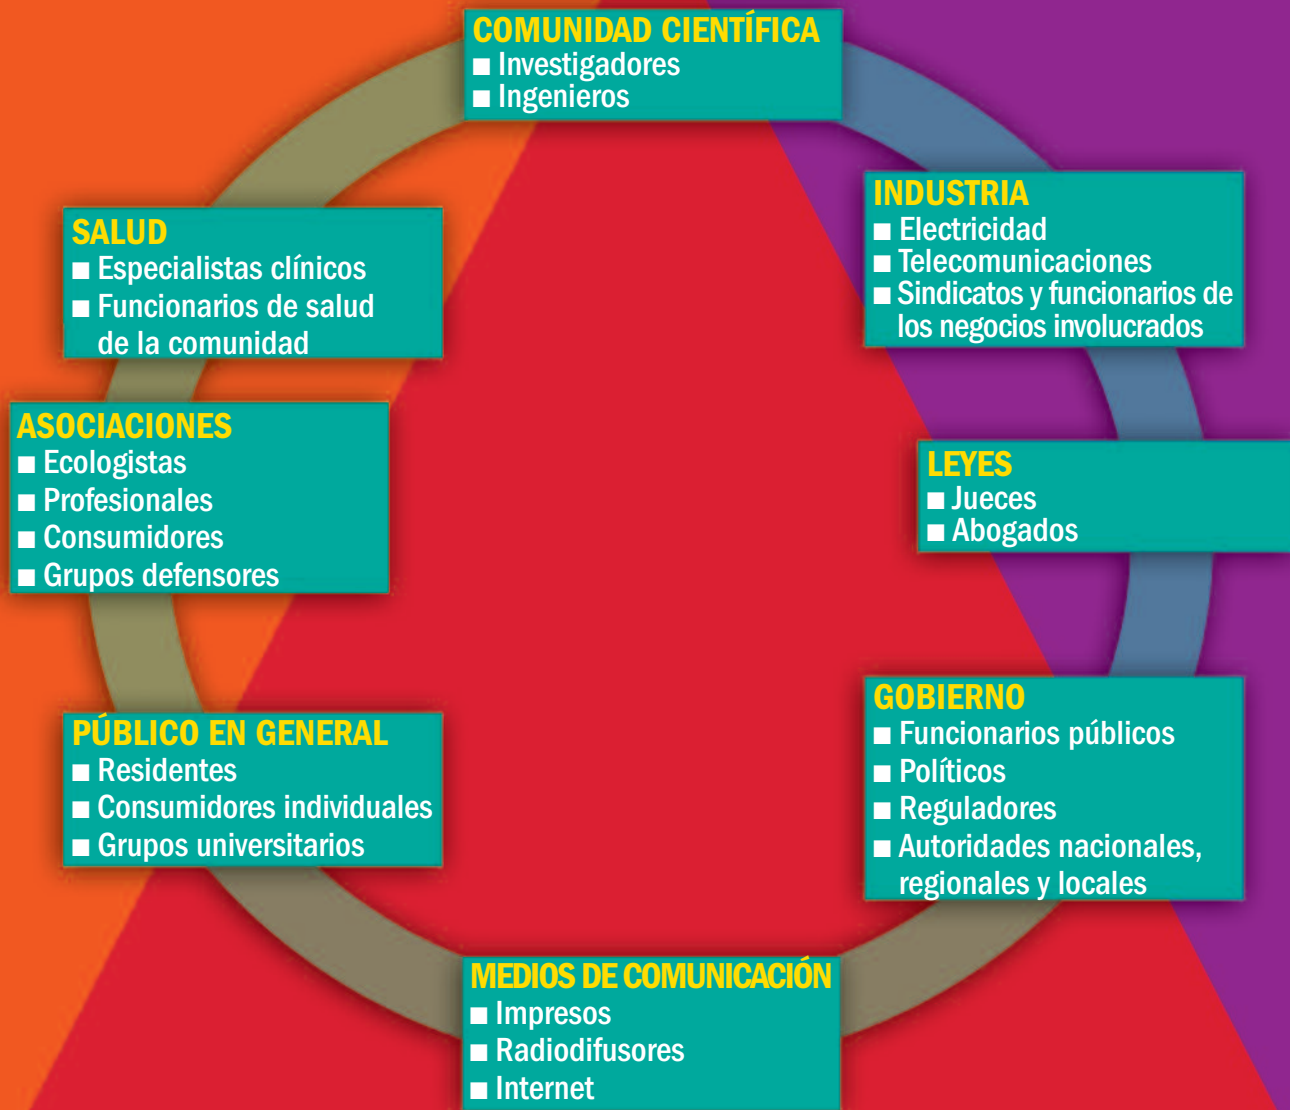 COMUNIDAD CIENTÍFICA
■ Investigadores
■ Ingenieros
INDUSTRIA
■ Electricidad
■ Telecomunicaciones
■ Sindicatos y funcionarios de
los negocios involucrados
LEYES
■ Jueces
■ Abogados
GOBIERNO
■ Funcionarios públicos
■ Políticos
■ Reguladores
■ Autoridades nacionales,
regionales y locales
MEDIOS DE COMUNICACIÓN
■ Impresos
■ Radiodifusores
■ Internet
PÚBLICO EN GENERAL
■ Residentes
■ Consumidores individuales
■ Grupos universitarios
ASOCIACIONES
■ Ecologistas
■ Profesionales
■ Consumidores
■ Grupos defensores
SALUD
■ Especialistas clínicos
■ Funcionarios de salud
de la comunidad